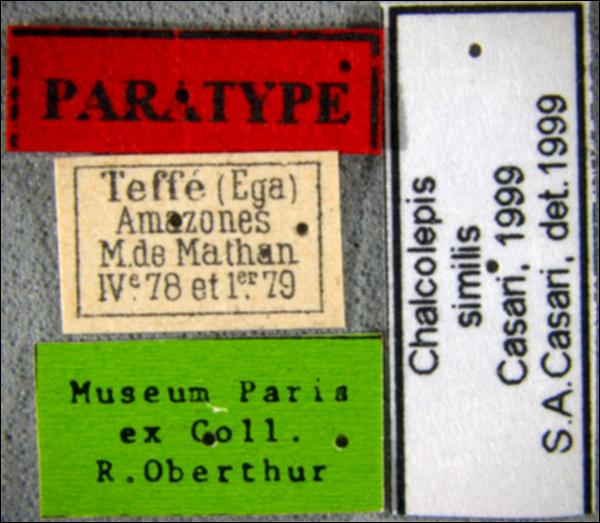 PARATYPE
Teffé (Ega)
Amazones
M. de Mathan
IVᵉ 78 et 1ᵉʳ 79
Museum Paris
ex Coll.
R.Oberthur
Chalcolepis
similis
Casari, 1999
S.A.Casari, det.1999